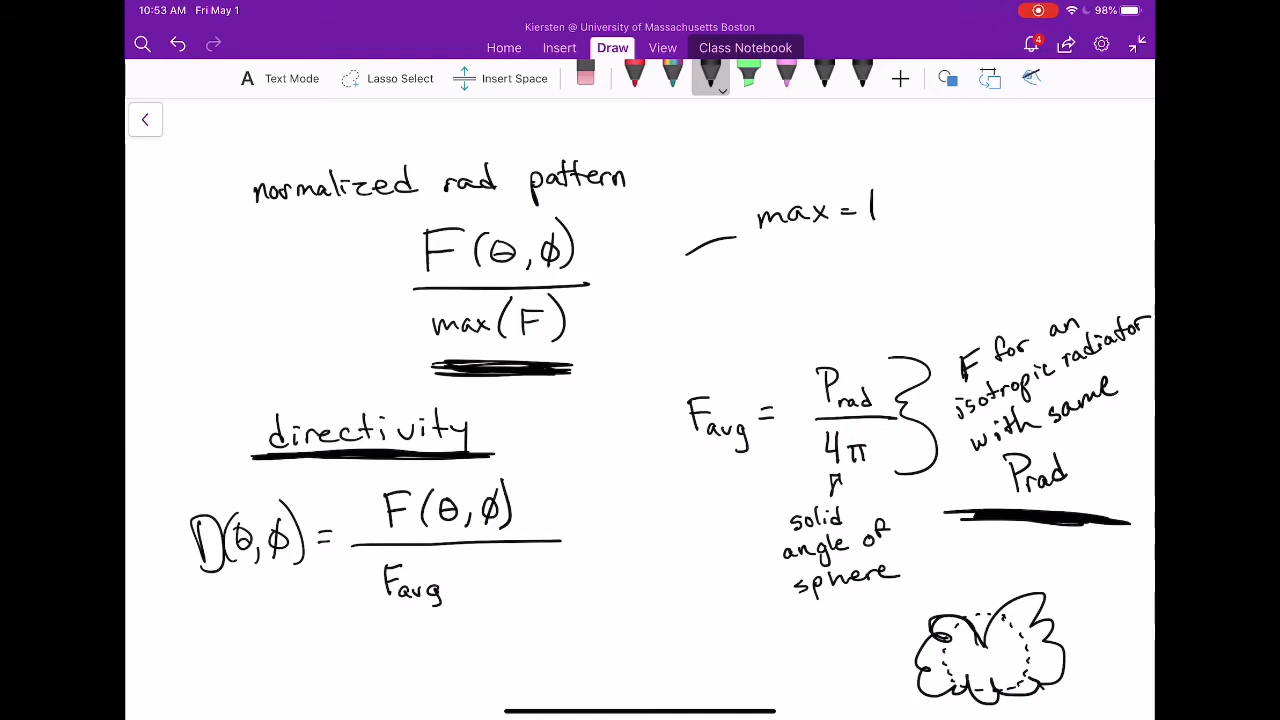 10:53 AM Fri May 1
98%
Kiersten @ University of Massachusetts Boston
Home Insert Draw View Class Notebook
4
A Text Mode Lasso Select Insert Space
normalized rad pattern
max = 1
F(θ,φ)
max(F)
F for an
isotropic radiator
with same
Prad
Favg = Prad
4π
solid
angle of
sphere
directivity
D(θ,φ) = F(θ,φ)
Favg